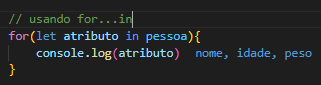 // usando for...in
for(let atributo in pessoa){
console.log(atributo) nome, idade, peso
}